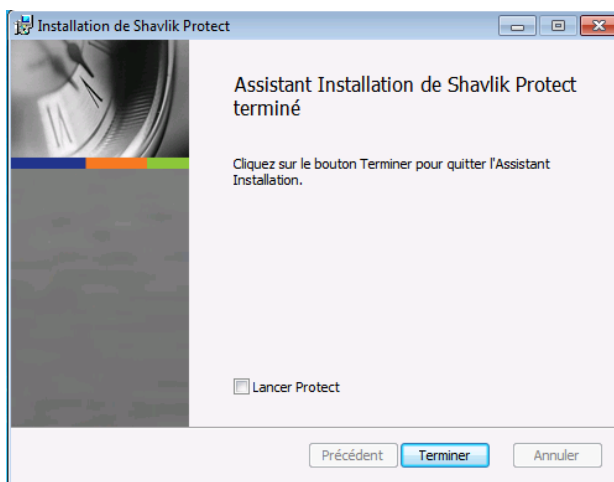 Installation de Shavlik Protect
Assistant Installation de Shavlik Protect
terminé
Cliquez sur le bouton Terminer pour quitter l'Assistant
Installation.
Lancer Protect
Précédent Terminer Annuler